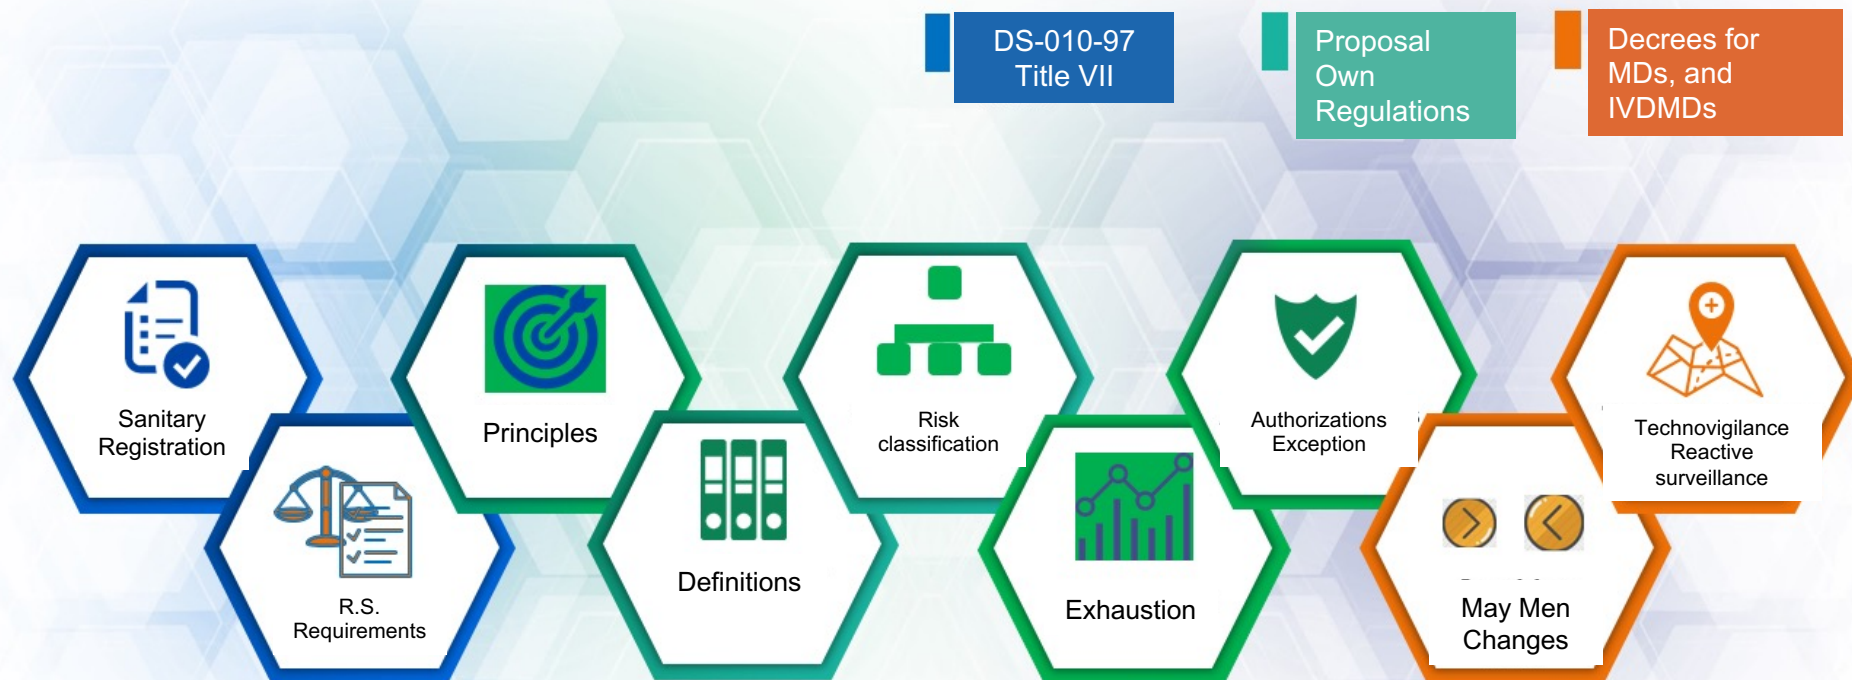 DS-010-97
Title VII
Proposal
Own
Regulations
Decrees for
MDs, and
IVDMDs
Sanitary
Registration
R.S.
Requirements
Principles
Definitions
Risk
classification
Exhaustion
Authorizations
Exception
May Men
Changes
Technovigilance
Reactive
surveillance